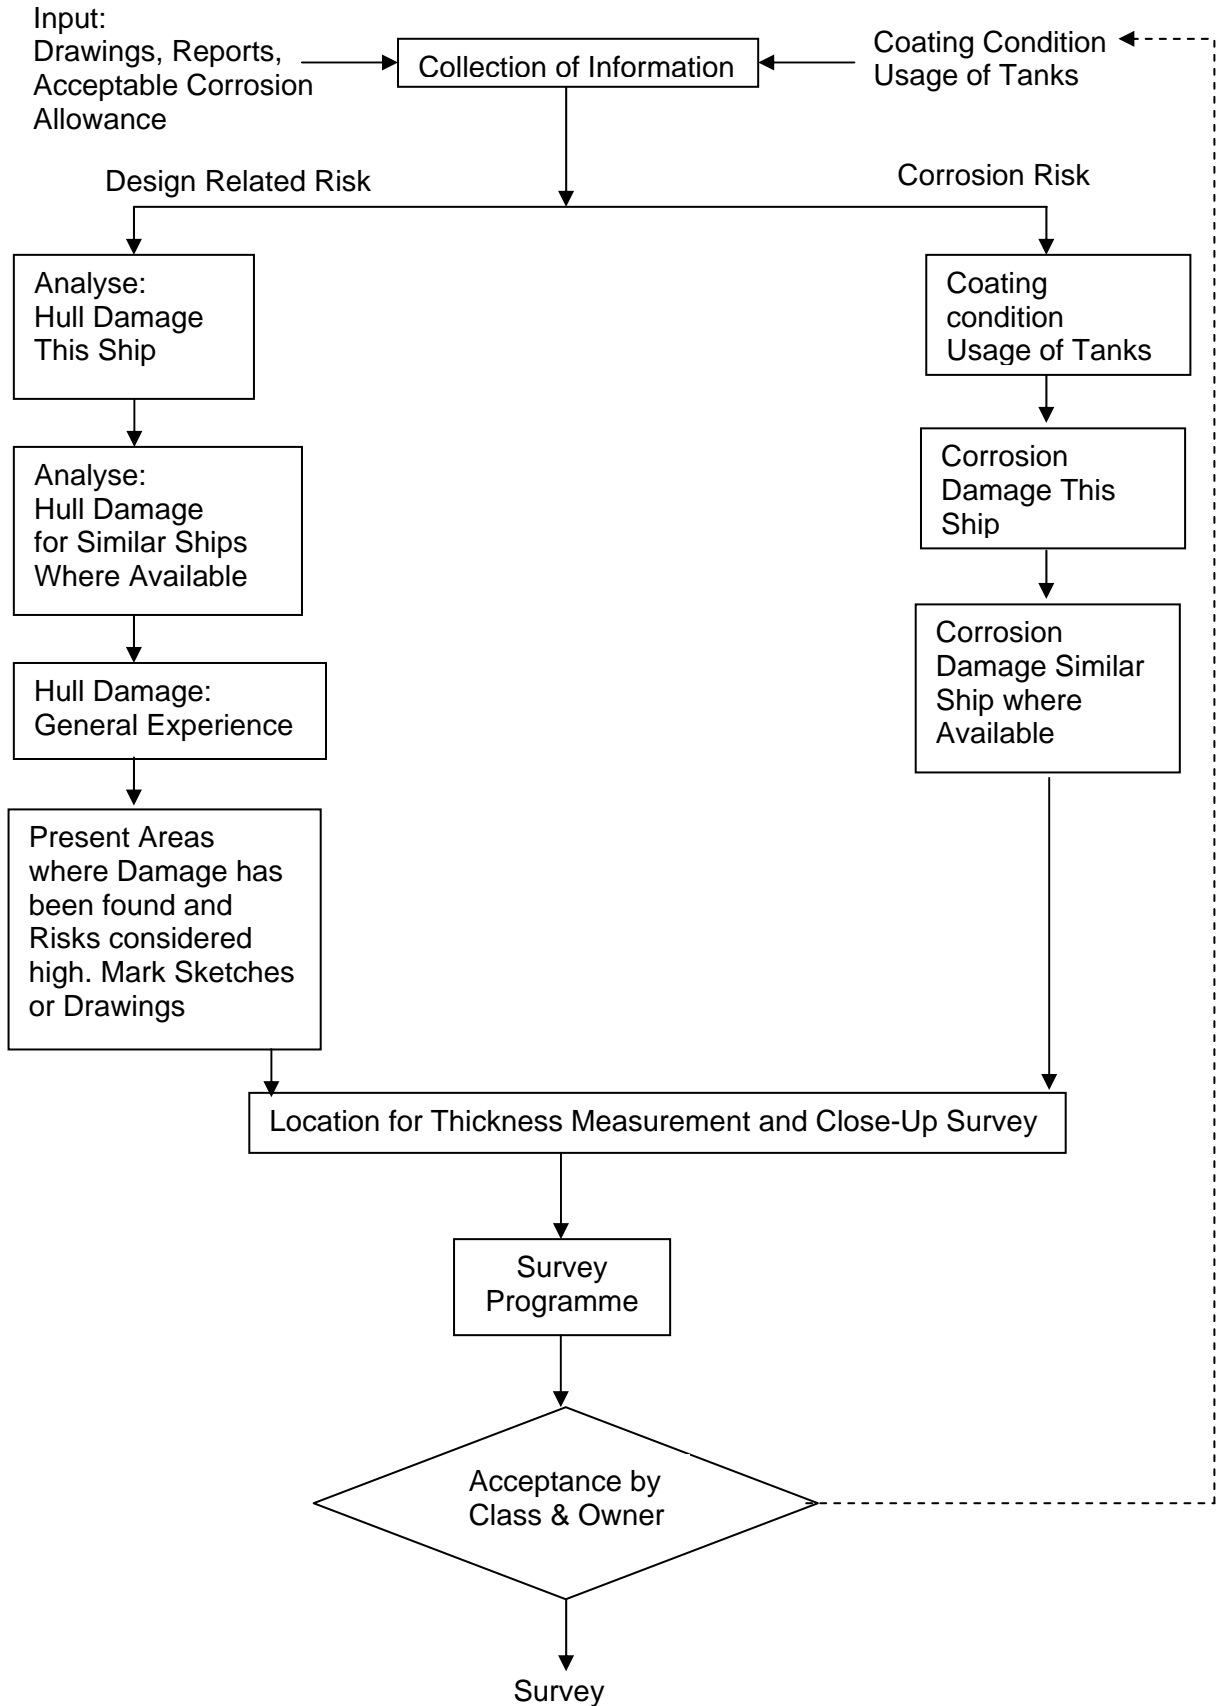 Input:
Drawings, Reports,
Acceptable Corrosion
Allowance
Collection of Information
Coating Condition
Usage of Tanks
Design Related Risk
Corrosion Risk
Analyse:
Hull Damage
This Ship
Analyse:
Hull Damage
for Similar Ships
Where Available
Hull Damage:
General Experience
Present Areas
where Damage has
been found and
Risks considered
high. Mark Sketches
or Drawings
Coating
condition
Usage of Tanks
Corrosion
Damage This
Ship
Corrosion
Damage Similar
Ship where
Available
Location for Thickness Measurement and Close-Up Survey
Survey
Programme
Acceptance by
Class & Owner
Survey